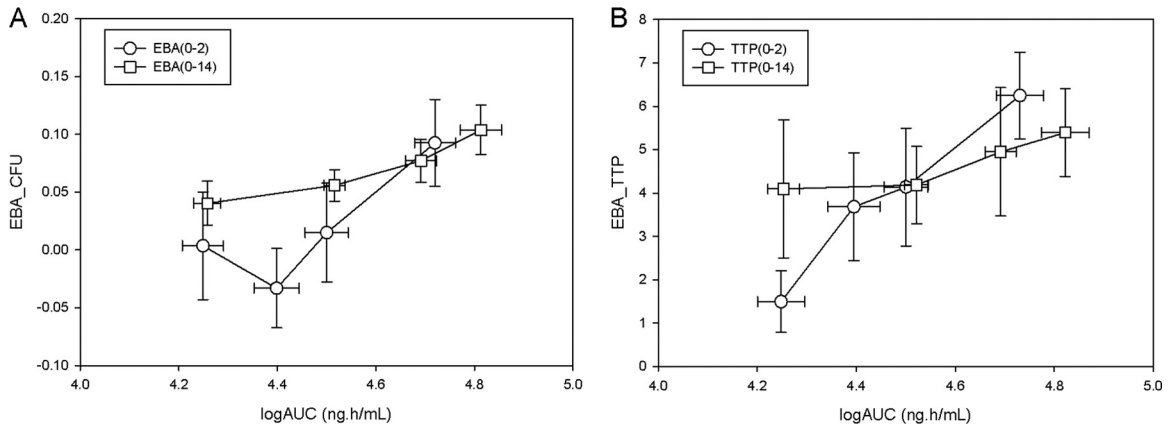 A
EBA(0-2)
EBA(0-14)
EBA_CFU
0.20
0.15
0.10
0.05
0.00
-0.05
-0.10
4.0 4.2 4.4 4.6 4.8 5.0
logAUC (ng.h/mL)
B
TTP(0-2)
TTP(0-14)
EBA_TTP
8
7
6
5
4
3
2
1
0
4.0 4.2 4.4 4.6 4.8 5.0
logAUC (ng.h/mL)